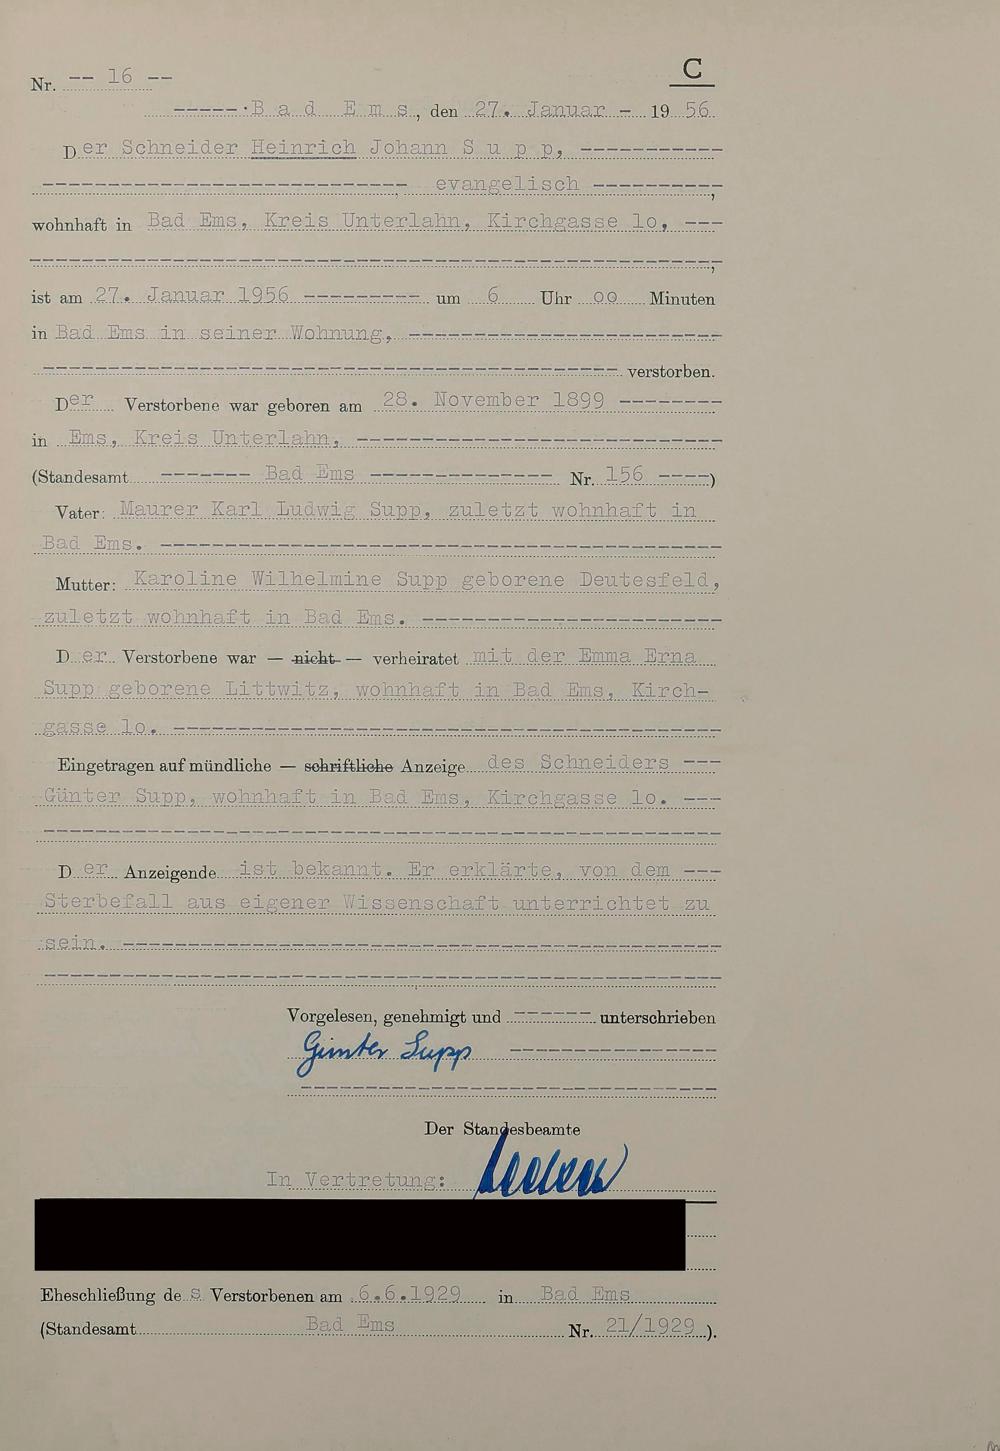 C
Nr. -- 16 --
-----·B a d E m s, den 27. Januar - 19 56
Der Schneider Heinrich Johann S u p p, -----------
---------------------------- evangelisch ----------,
wohnhaft in Bad Ems, Kreis Unterlahn, Kirchgasse lo, ---
-----------------------------------------------------,
ist am 27. Januar 1956 --------- um 6 Uhr oo Minuten
in Bad Ems in seiner Wohnung, ------------------------
-------------------------------------------- verstorben.
Der Verstorbene war geboren am 28. November 1899 --------
in Ems, Kreis Unterlahn, ----------------------------
(Standesamt ------- Bad Ems -------------- Nr. 156 ----)
Vater: Maurer Karl Ludwig Supp, zuletzt wohnhaft in
Bad Ems. -------------------------------------------
Mutter: Karoline Wilhelmine Supp geborene Deutesfeld,
zuletzt wohnhaft in Bad Ems. -----------------------
Der Verstorbene war — nicht — verheiratet mit der Emma Erna
Supp geborene Littwitz, wohnhaft in Bad Ems, Kirch-
gasse lo. ------------------------------------------
Eingetragen auf mündliche — schriftliche Anzeige des Schneiders ---
Günter Supp, wohnhaft in Bad Ems, Kirchgasse lo. ---
----------------------------------------------------
Der Anzeigende ist bekannt. Er erklärte, von dem ---
Sterbefall aus eigener Wissenschaft unterrichtet zu
sein. ----------------------------------------------
----------------------------------------------------
Vorgelesen, genehmigt und ------- unterschrieben
Günter Supp ----------------
--------------------------------
Der Standesbeamte
In Vertretung:
Eheschließung des Verstorbenen am 6.6.1929 in Bad Ems
(Standesamt Bad Ems Nr. 21/1929 ).